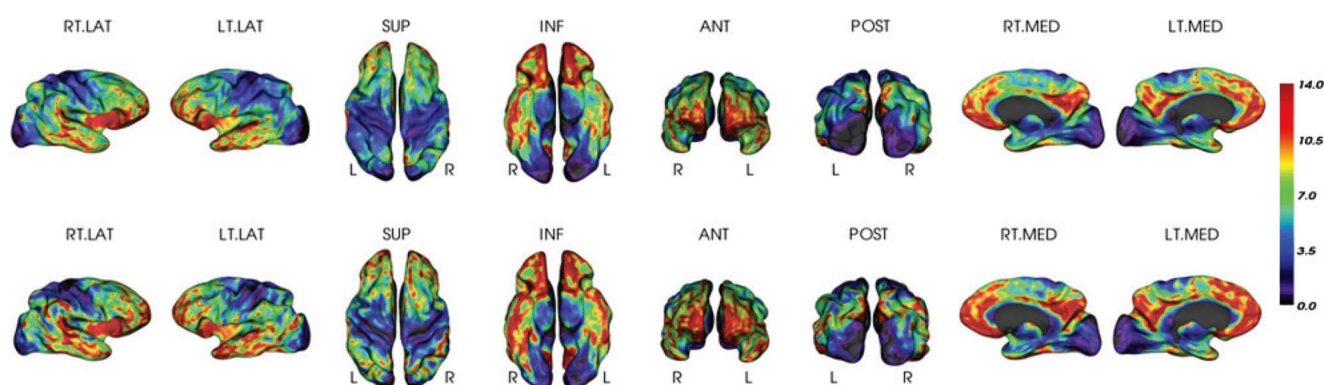 RT.LAT LT.LAT SUP INF ANT POST RT.MED LT.MED
14.0
10.5
L R R L R L L R
7.0
RT.LAT LT.LAT SUP INF ANT POST RT.MED LT.MED
3.5
0.0
L R R L R L L R